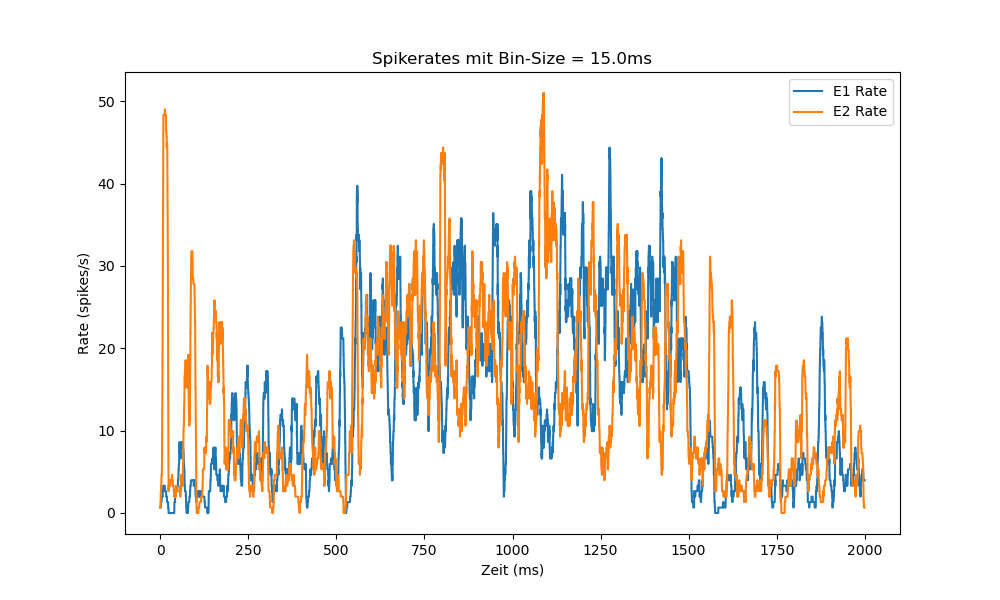 Spikerates mit Bin-Size = 15.0ms
E1 Rate
E2 Rate
Rate (spikes/s)
50
40
30
20
10
0
0 250 500 750 1000 1250 1500 1750 2000
Zeit (ms)